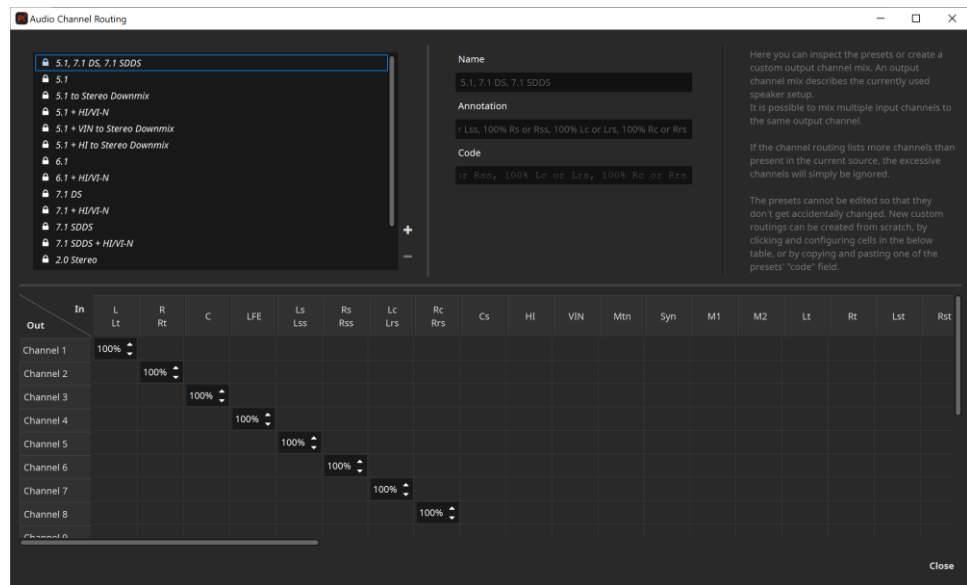 Audio Channel Routing
5.1, 7.1 DS, 7.1 SDDS
5.1
5.1 to Stereo Downmix
5.1 + HI/VI-N
5.1 + VIN to Stereo Downmix
5.1 + HI to Stereo Downmix
6.1
6.1 + HI/VI-N
7.1 DS
7.1 + HI/VI-N
7.1 SDDS
7.1 SDDS + HI/VI-N
2.0 Stereo
Name
5.1, 7.1 DS, 7.1 SDDS
Annotation
r Lss, 100% Rs or Rss, 100% Lc or Lrs, 100% Rc or Rrs
Code
or Rss, 100% Lc or Lrs, 100% Rc or Rrs
Here you can inspect the presets or create a
custom output channel mix. An output
channel mix describes the currently used
speaker setup.
It is possible to mix multiple input channels to
the same output channel.
If the channel routing lists more channels than
present in the current source, the excessive
channels will simply be ignored.
The presets cannot be edited so that they
don't get accidentally changed. New custom
routings can be created from scratch, by
clicking and configuring cells in the below
table, or by copying and pasting one of the
presets' "code" field.
In
Out
L R C LFE Ls Rs Lc Rc Cs HI VIN Mtn Syn M1 M2 Lt Rt Lst Rst
Lt Rt Lss Rss Lrs Rrs
Channel 1 100%
Channel 2 100%
Channel 3 100%
Channel 4 100%
Channel 5 100%
Channel 6 100%
Channel 7 100%
Channel 8 100%
Channel 9
Close